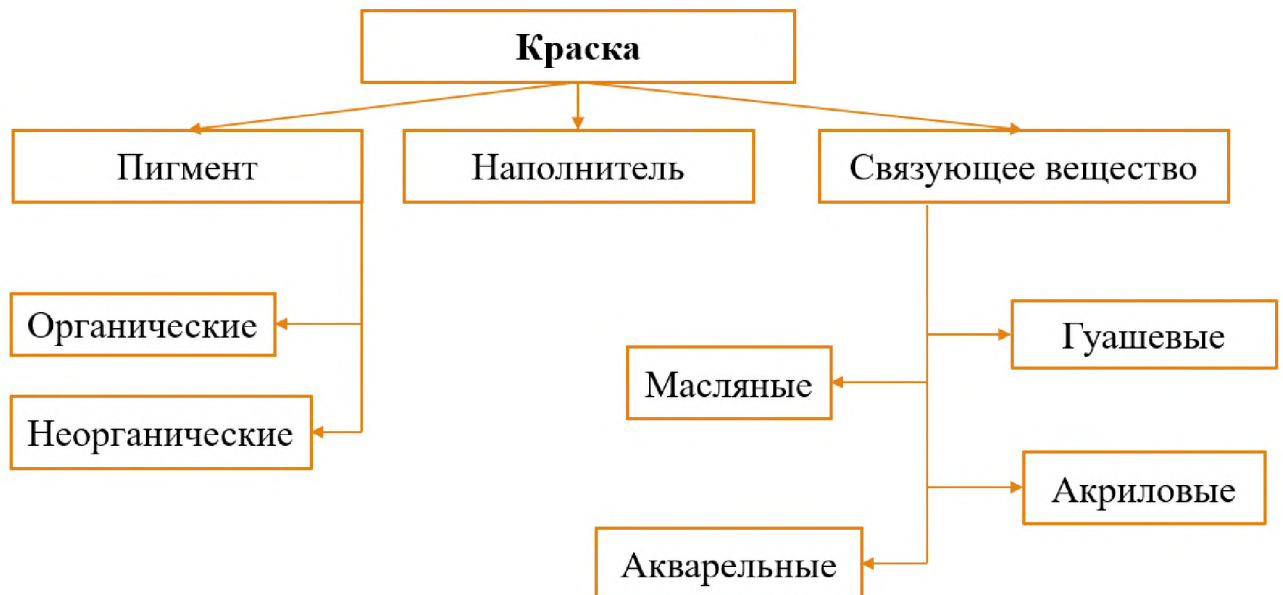 Краска
Пигмент
Наполнитель
Связующее вещество
Органические
Гуашевые
Масляные
Неорганические
Акриловые
Акварельные